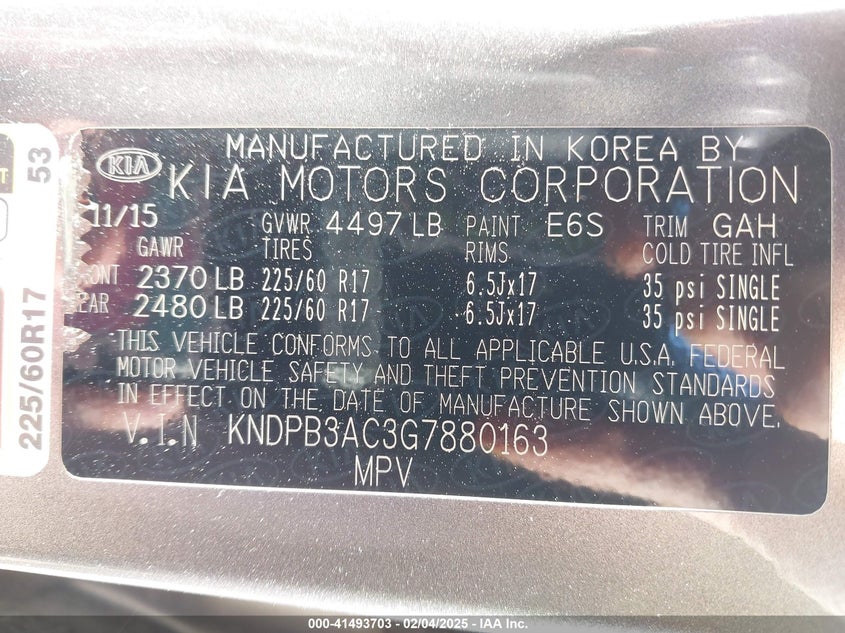 MANUFACTURED IN KOREA BY
KIA KIA MOTORS CORPORATION
11/15 GVWR 4497 LB PAINT E6S TRIM GAH
GAWR TIRES RIMS COLD TIRE INFL
2370 LB 225/60 R17 6.5Jx17 35 psi SINGLE
2480 LB 225/60 R17 6.5Jx17 35 psi SINGLE
THIS VEHICLE CONFORMS TO ALL APPLICABLE U.S.A. FEDERAL
MOTOR VEHICLE SAFETY AND THEFT PREVENTION STANDARDS
IN EFFECT ON THE DATE OF MANUFACTURE SHOWN ABOVE.
V.I.N KNDPB3AC3G7880163
MPV
53
225/60R17
000-41493703 - 02/04/2025 - IAA Inc.